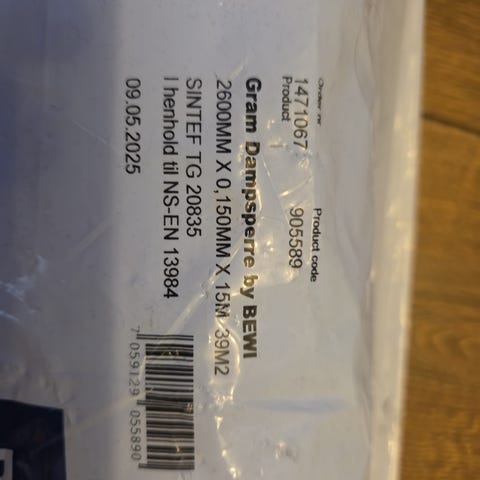 Order nr Product code
1471067 905589
Product
Gram Dampsperre by BEWI
2600MM X 0,150MM X 15M 39M2
SINTEF TG 20835
I henhold til NS-EN 13984
09.05.2025
7 059129 055890